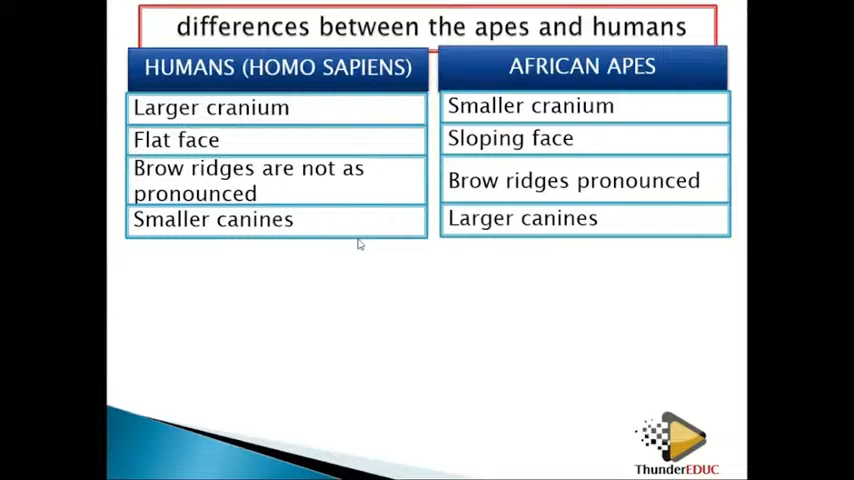 differences between the apes and humans
HUMANS (HOMO SAPIENS)
AFRICAN APES
Larger cranium
Smaller cranium
Flat face
Sloping face
Brow ridges are not as
pronounced
Brow ridges pronounced
Smaller canines
Larger canines
ThunderEDUC